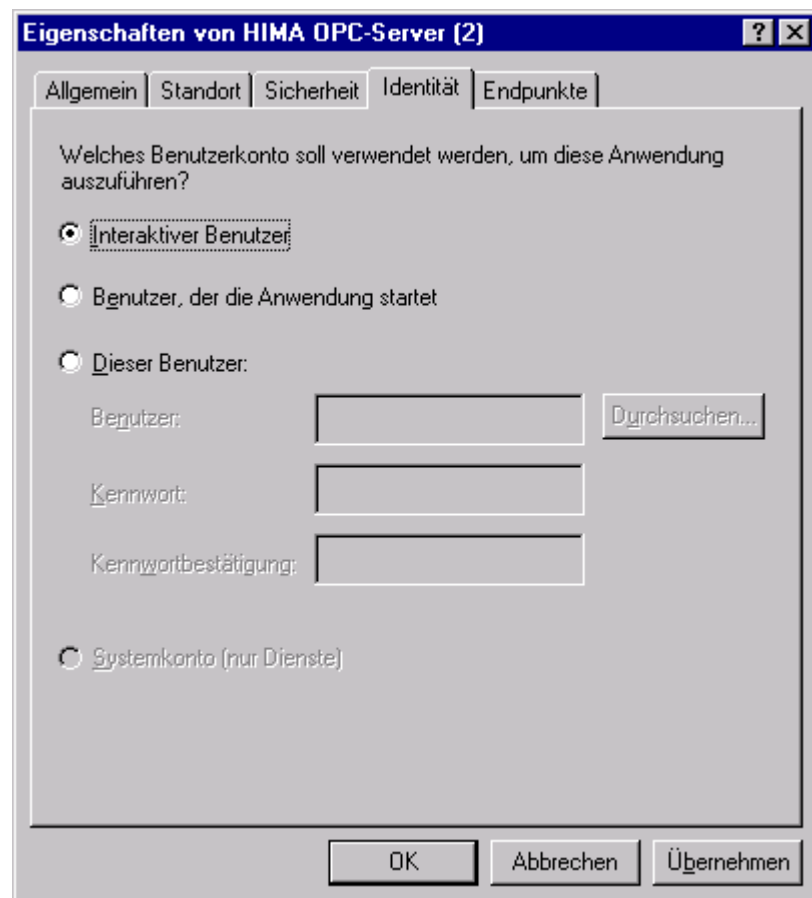 Eigenschaften von HIMA OPC-Server (2)
Allgemein Standort Sicherheit Identität Endpunkte
Welches Benutzerkonto soll verwendet werden, um diese Anwendung
auszuführen?
Interaktiver Benutzer
Benutzer, der die Anwendung startet
Dieser Benutzer:
Benutzer: Durchsuchen...
Kennwort:
Kennwortbestätigung:
Systemkonto (nur Dienste)
OK Abbrechen Übernehmen